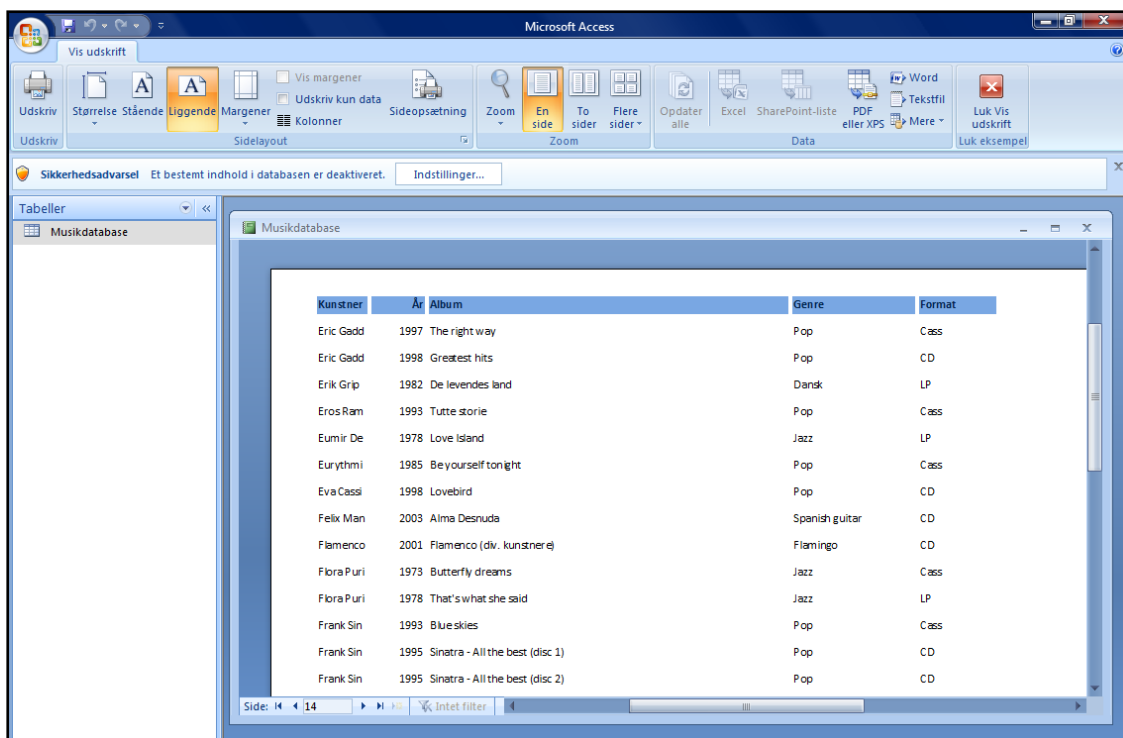 Microsoft Access
Vis udskrift
Udskriv
Størrelse
Stående
Liggende
Margener
Vis margener
Udskriv kun data
Kolonner
Sideopsætning
Zoom
En side
To sider
Flere sider
Opdater alle
Excel
SharePoint-liste
PDF eller XPS
Word
Tekstfil
Mere
Luk Vis udskrift
Udskriv
Sidelayout
Zoom
Data
Luk eksempel
Sikkerhedsadvarsel Et bestemt indhold i databasen er deaktiveret. Indstillinger...
Tabeller
Musikdatabase
Musikdatabase
Kunstner År Album Genre Format
Eric Gadd 1997 The right way Pop Cass
Eric Gadd 1998 Greatest hits Pop CD
Erik Grip 1982 De levendes land Dansk LP
Eros Ram 1993 Tutte storie Pop Cass
Eumir De 1978 Love Island Jazz LP
Eurythmi 1985 Be yourself tonight Pop Cass
Eva Cassi 1998 Lovebird Pop CD
Felix Man 2003 Alma Desnuda Spanish guitar CD
Flamenco 2001 Flamenco (div. kunstnere) Flamingo CD
Flora Puri 1973 Butterfly dreams Jazz Cass
Flora Puri 1978 That's what she said Jazz LP
Frank Sin 1993 Blue skies Pop Cass
Frank Sin 1995 Sinatra - All the best (disc 1) Pop CD
Frank Sin 1995 Sinatra - All the best (disc 2) Pop CD
Side: 14 Intet filter